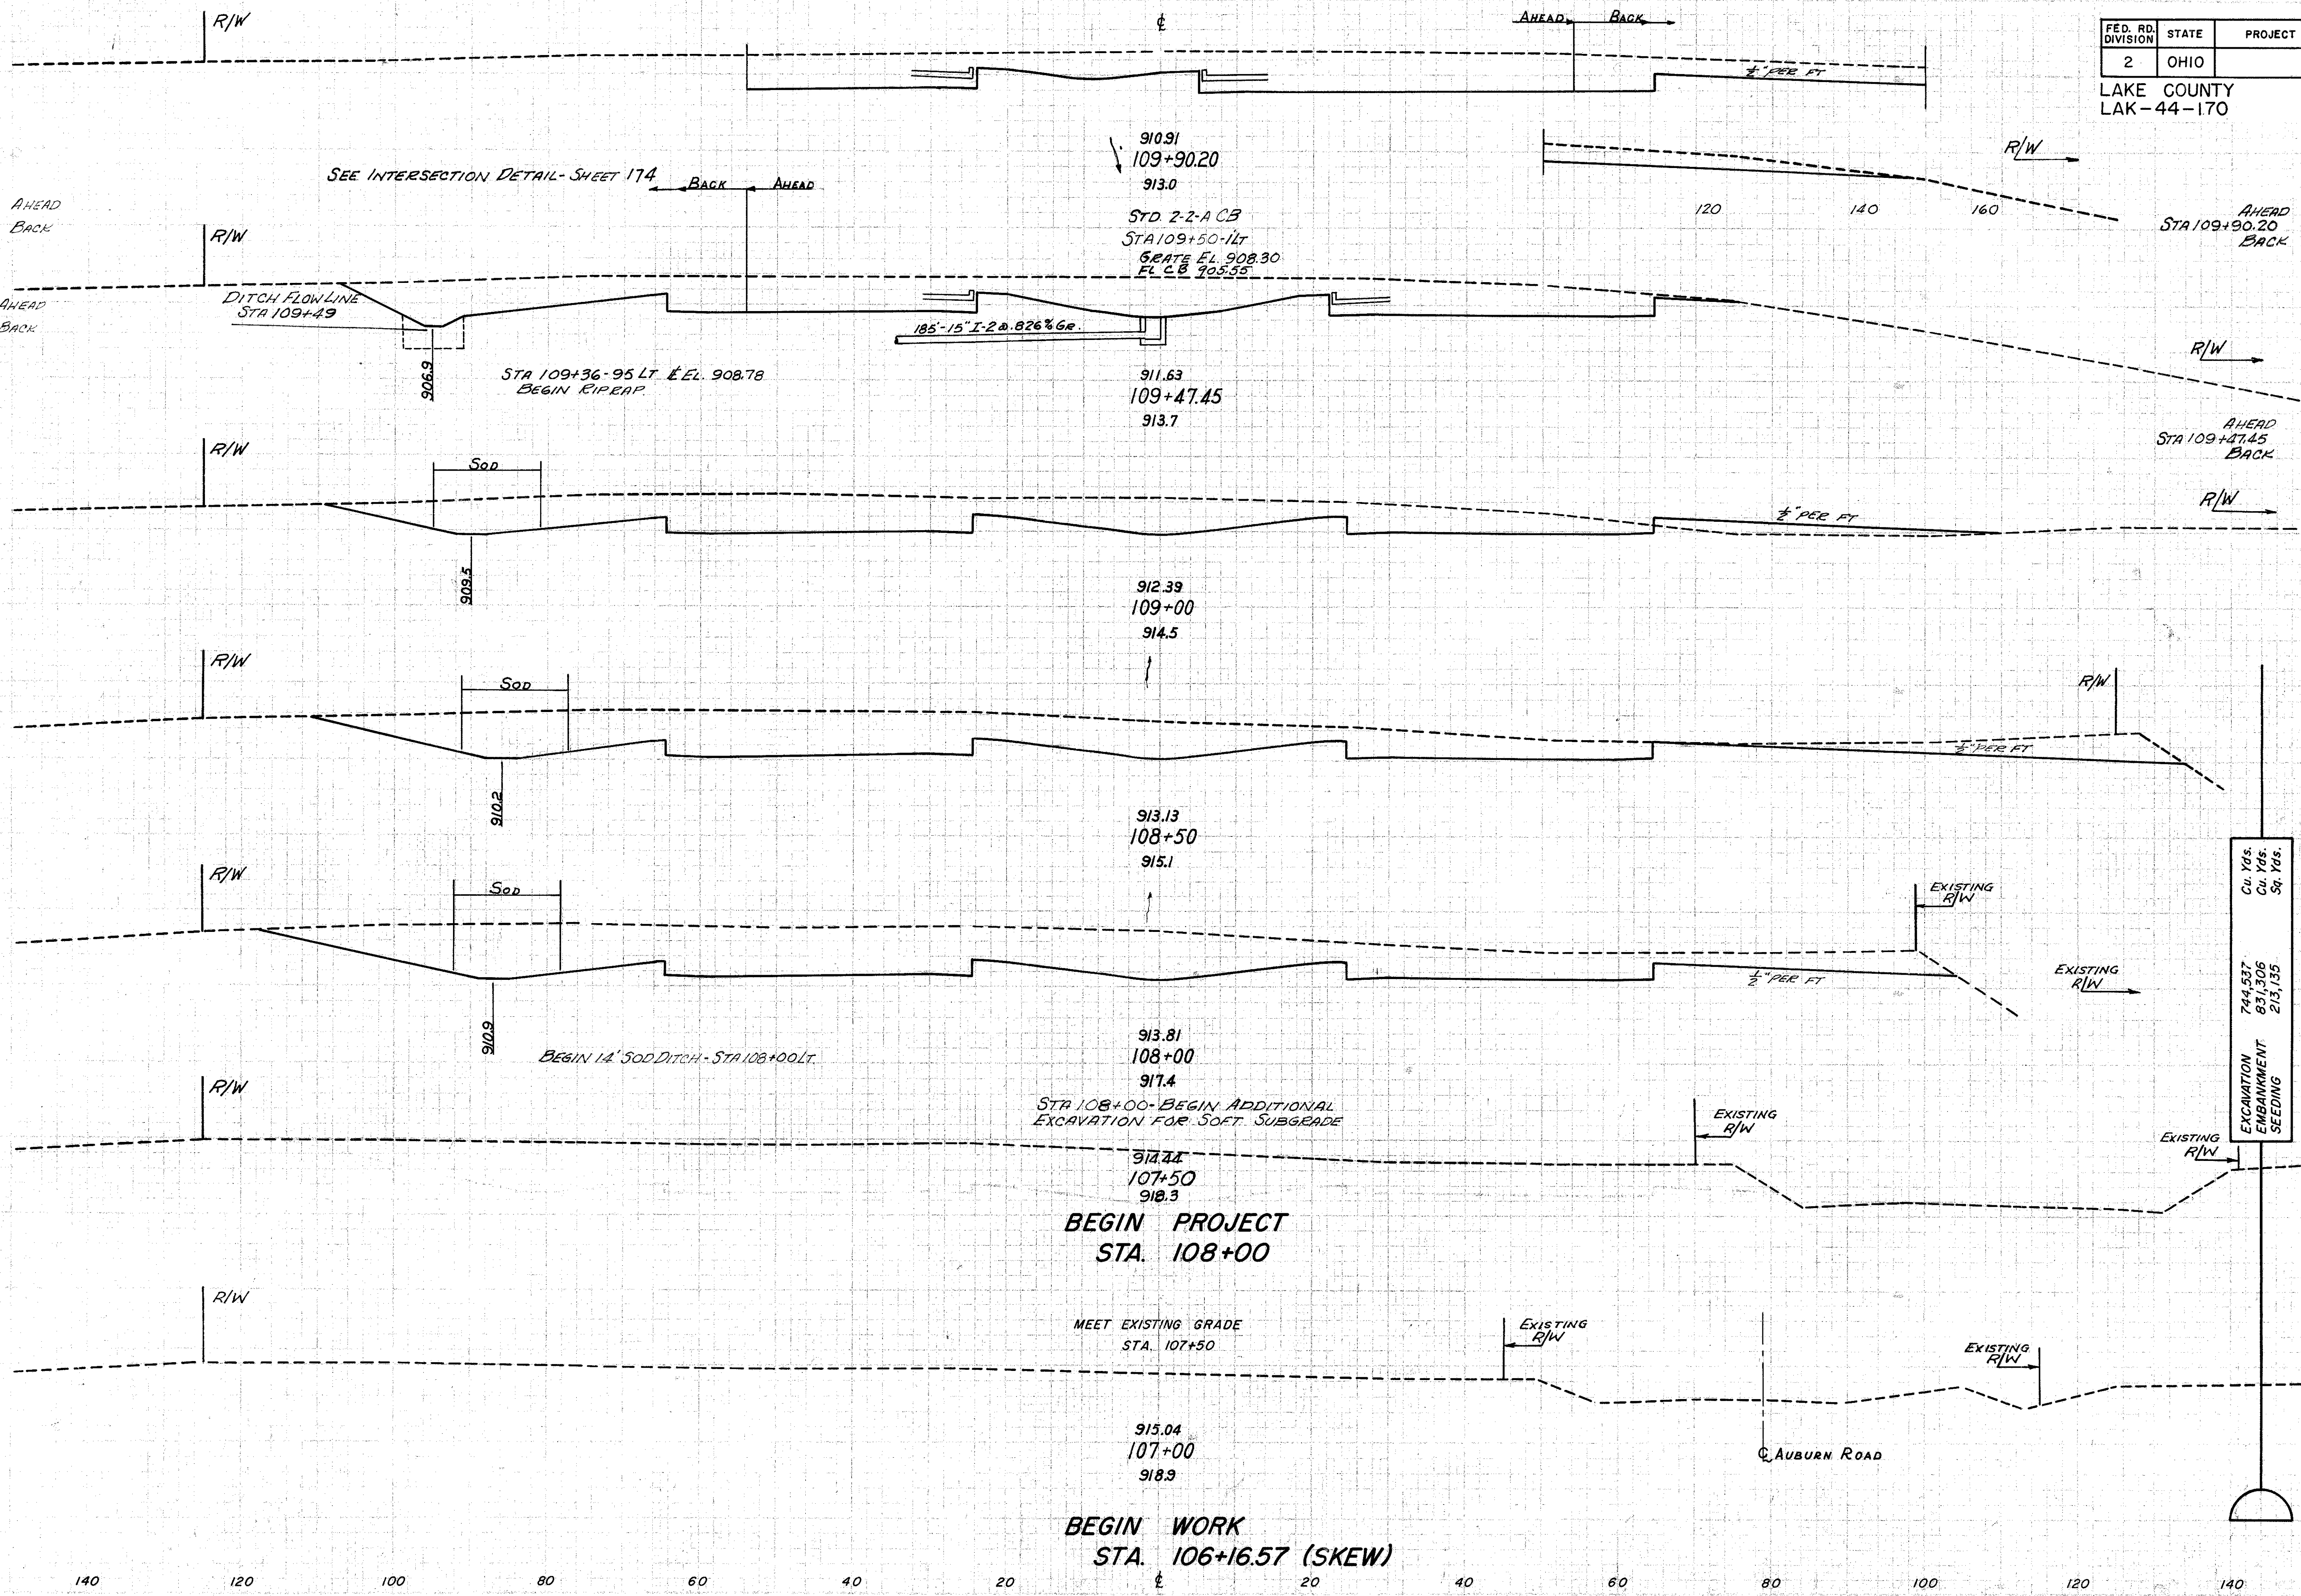 R/W
℄
AHEAD BACK
FED. RD. DIVISION STATE PROJECT
2 OHIO
LAKE COUNTY
LAK-44-170
½" PER FT
910.91
109+90.20
913.0
R/W
SEE INTERSECTION DETAIL-SHEET 174
BACK AHEAD
AHEAD
BACK
STD. 2-2-A CB
STA 109+50-1'LT
GRATE EL. 908.30
FL CB 905.55
120 140 160
AHEAD
STA 109+90.20
BACK
R/W
AHEAD
BACK
DITCH FLOW LINE
STA 109+49
185'-15" I-2 @ .826% GR.
906.9
STA 109+36-95 LT ℄ EL. 908.78
BEGIN RIPRAP
911.63
109+47.45
913.7
R/W
AHEAD
STA 109+47.45
BACK
R/W
SOD
½" PER FT
R/W
909.5
912.39
109+00
914.5
R/W
SOD
R/W
½" PER FT
910.2
913.13
108+50
915.1
R/W
SOD
EXISTING
R/W
½" PER FT
EXISTING
R/W
910.9
BEGIN 14' SOD DITCH-STA 108+00 LT.
913.81
108+00
917.4
EXCAVATION 744,537 Cu. Yds.
EMBANKMENT 831,306 Cu. Yds.
SEEDING 213,135 Sq. Yds.
R/W
STA 108+00-BEGIN ADDITIONAL
EXCAVATION FOR SOFT SUBGRADE
EXISTING
R/W
EXISTING
R/W
914.44
107+50
918.3
BEGIN PROJECT
STA. 108+00
R/W
MEET EXISTING GRADE
STA. 107+50
EXISTING
R/W
EXISTING
R/W
915.04
107+00
918.9
℄ AUBURN ROAD
BEGIN WORK
STA. 106+16.57 (SKEW)
140 120 100 80 60 40 20 ℄ 20 40 60 80 100 120 140